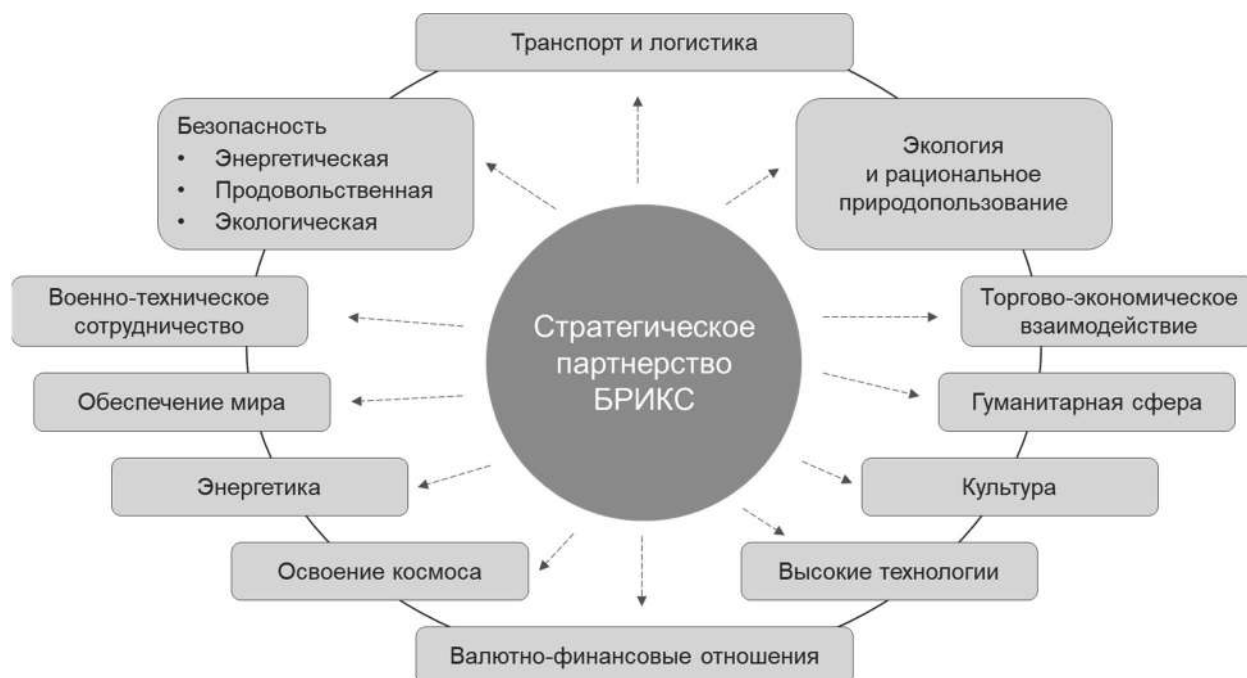 Транспорт и логистика
Безопасность
• Энергетическая
• Продовольственная
• Экологическая
Экология
и рациональное
природопользование
Военно-техническое
сотрудничество
Стратегическое
партнерство
БРИКС
Торгово-экономическое
взаимодействие
Обеспечение мира
Гуманитарная сфера
Энергетика
Культура
Освоение космоса
Высокие технологии
Валютно-финансовые отношения